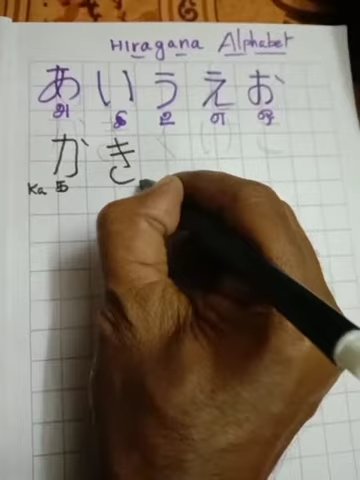 Hiragana Alphabet
あ い う え お
அ இ உ எ ஒ
か き
Ka க